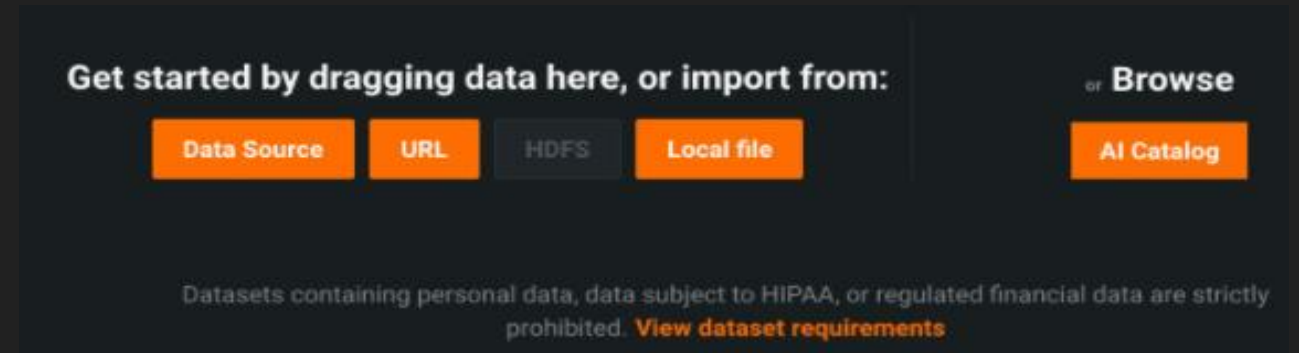 Get started by dragging data here, or import from:
Data Source URL HDFS Local file
or Browse
AI Catalog
Datasets containing personal data, data subject to HIPAA, or regulated financial data are strictly
prohibited. View dataset requirements